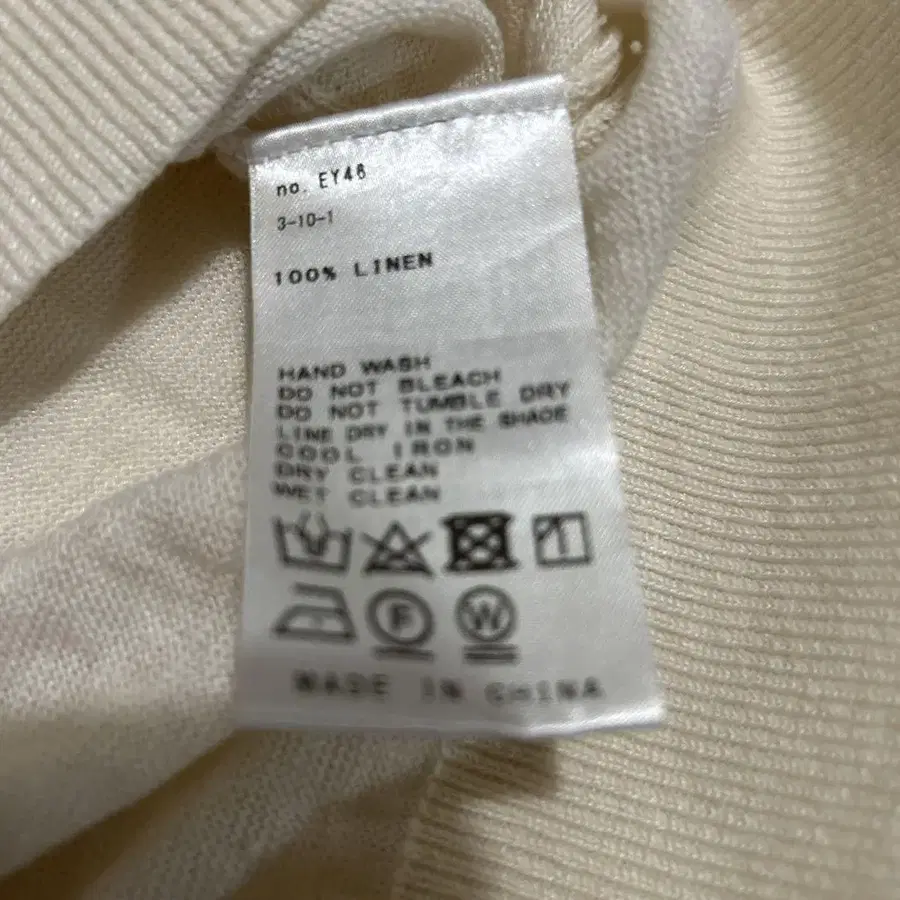 no. EY46
3-10-1
100% LINEN
HAND WASH
DO NOT BLEACH
DO NOT TUMBLE DRY
LINE DRY IN THE SHADE
COOL IRON
DRY CLEAN
WET CLEAN
F W
MADE IN CHINA